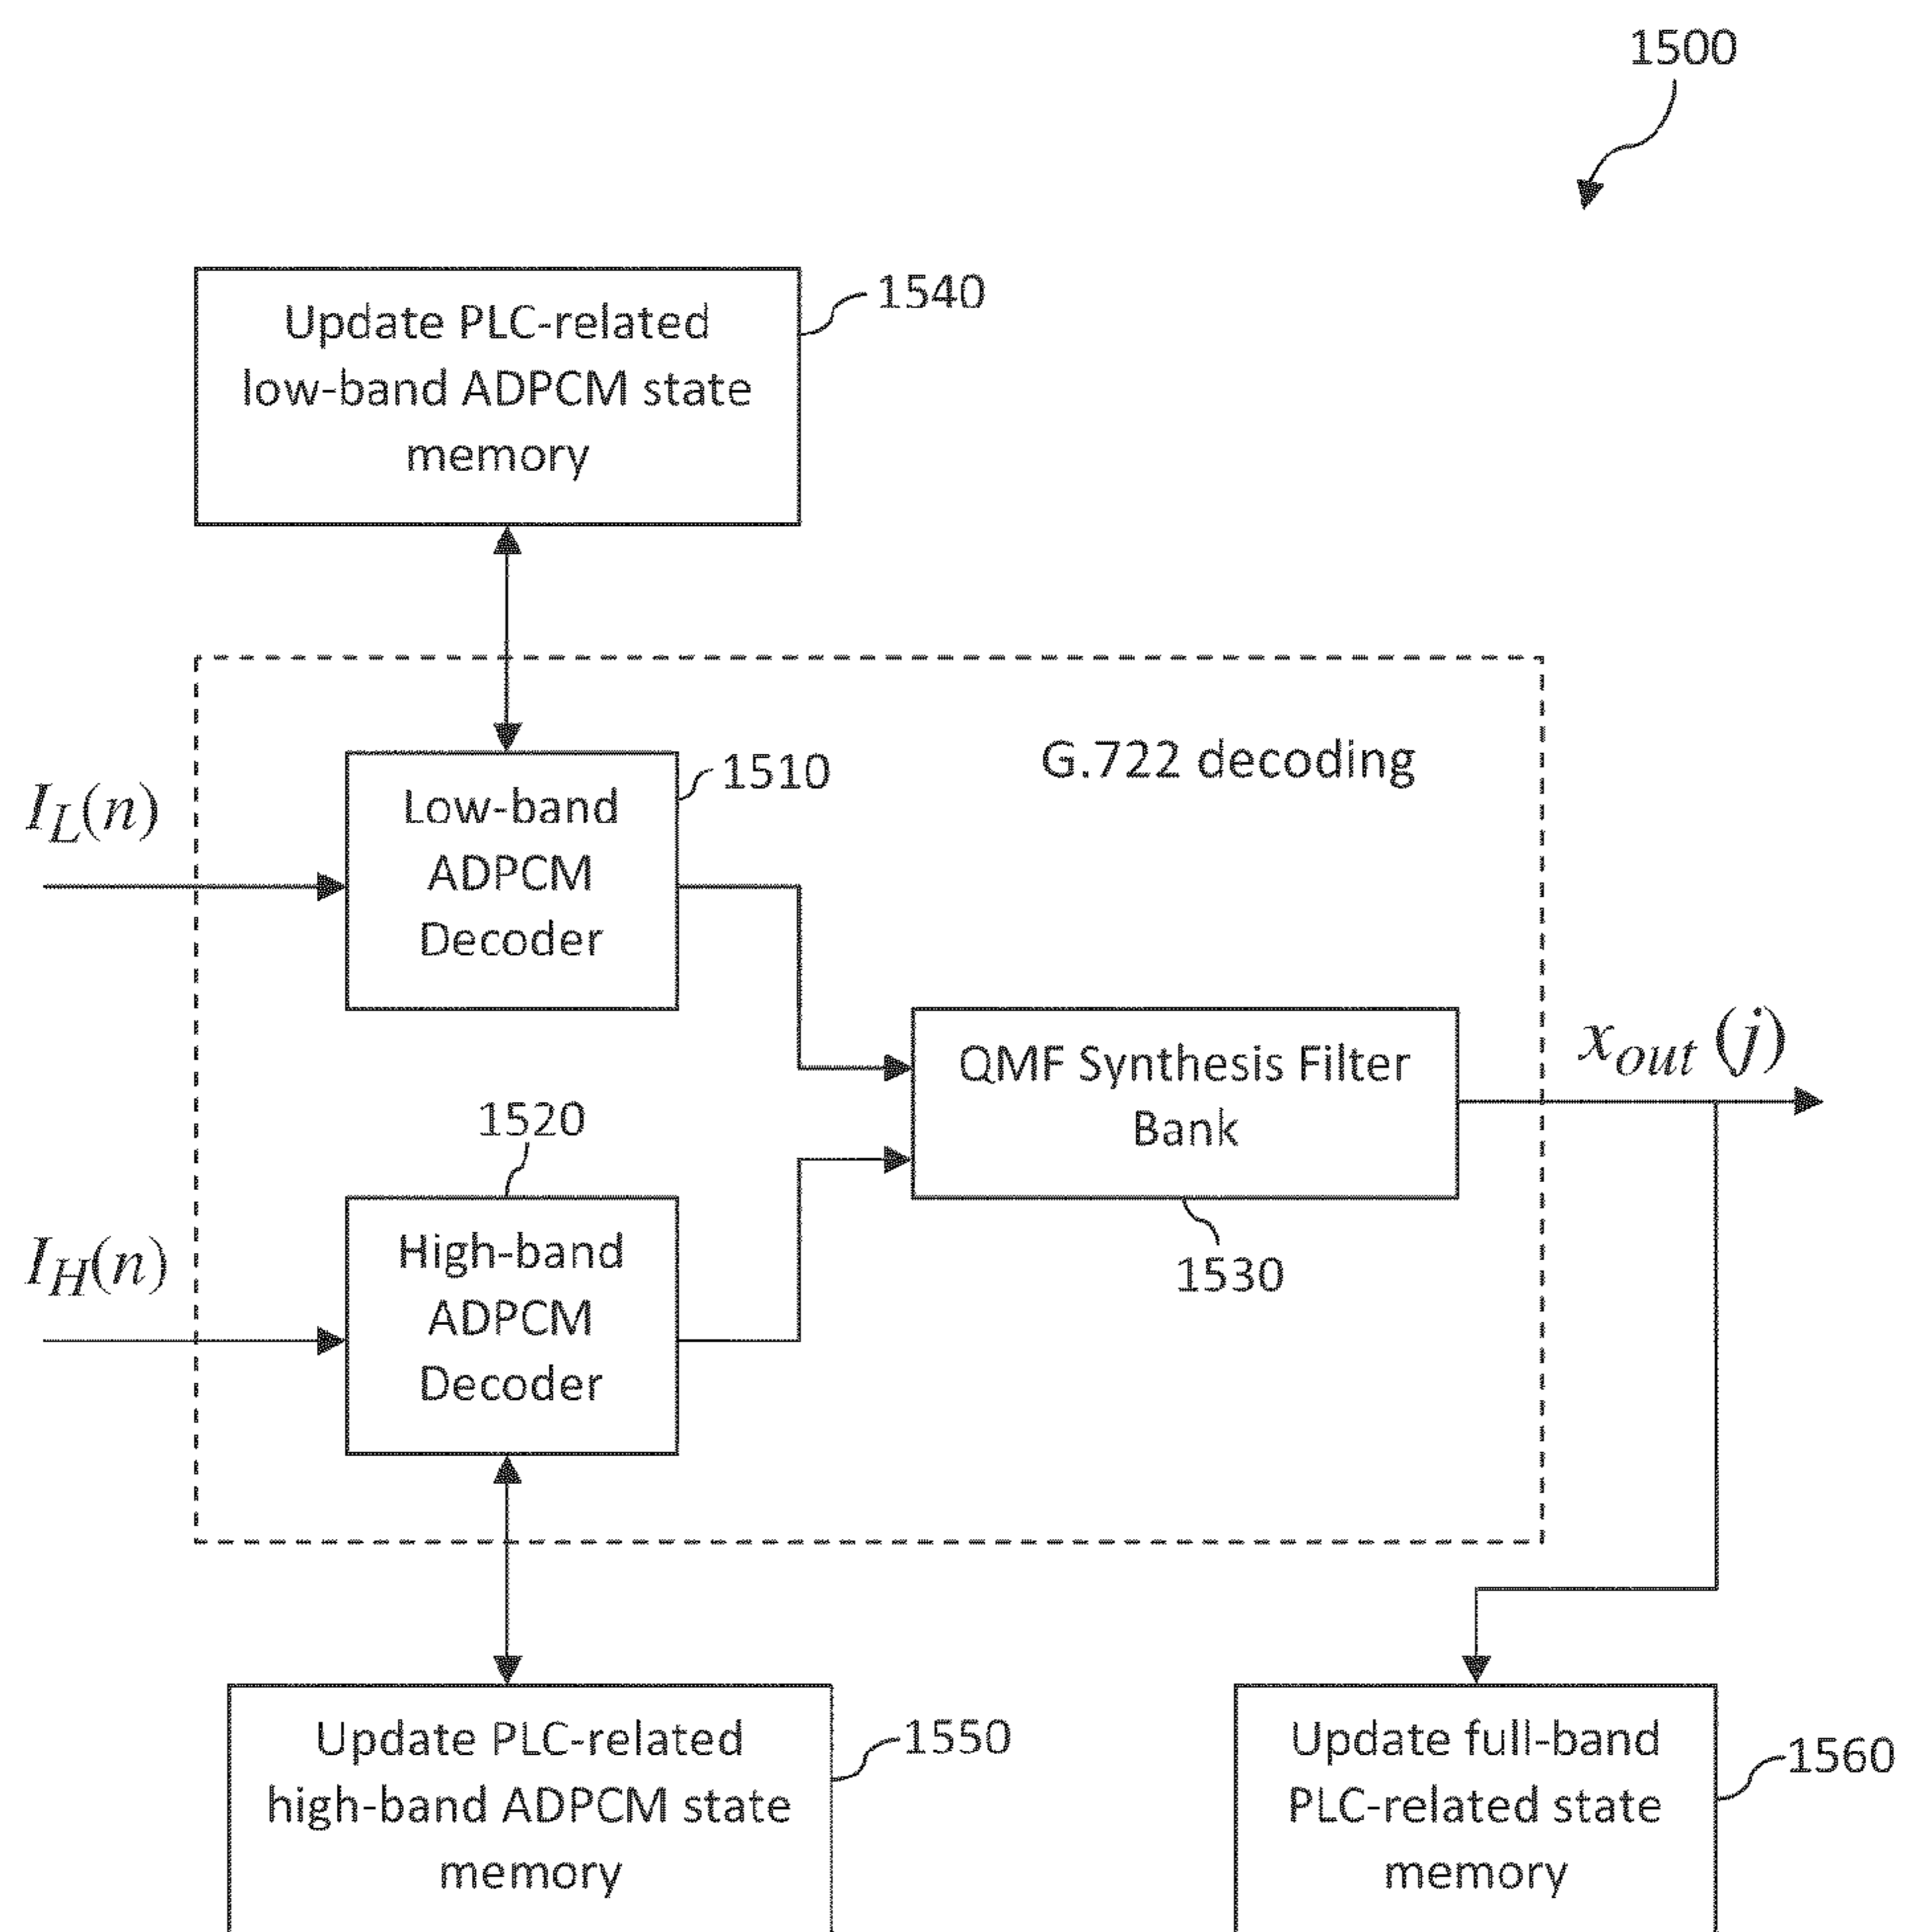 1500
Update PLC-related
low-band ADPCM state
memory
1540
G.722 decoding
I_L(n)
Low-band
ADPCM
Decoder
1510
QMF Synthesis Filter
Bank
1530
x_out (j)
1520
I_H(n)
High-band
ADPCM
Decoder
Update PLC-related
high-band ADPCM state
memory
1550
Update full-band
PLC-related state
memory
1560